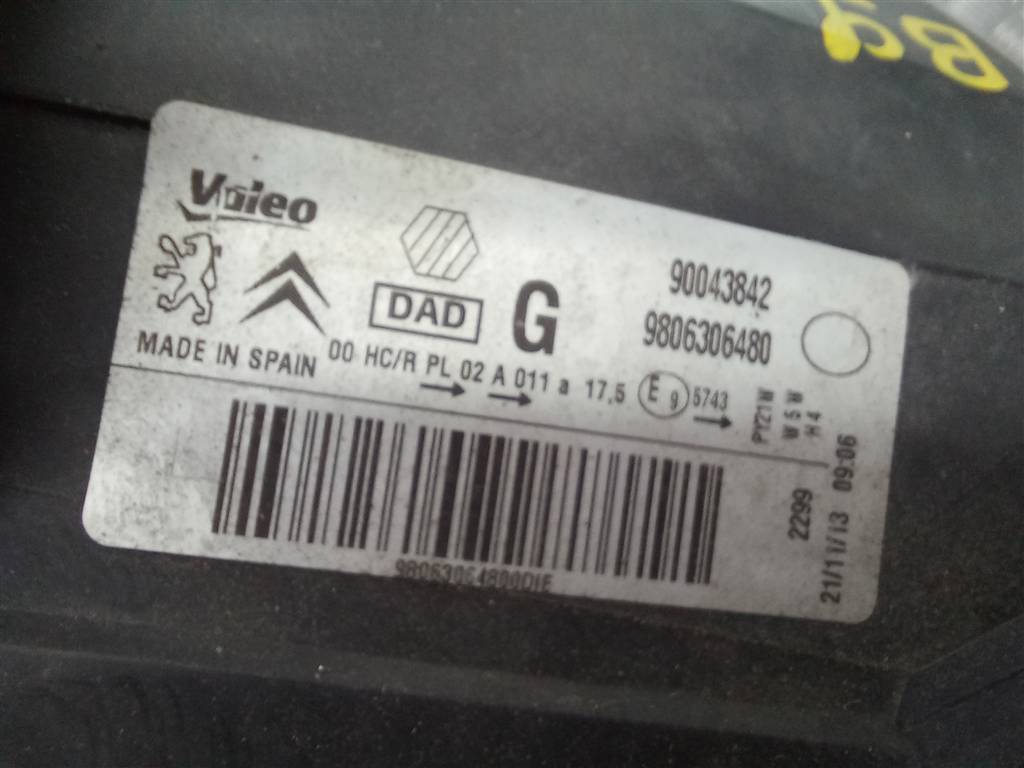 Valeo
DAD
G
90043842
9806306480
MADE IN SPAIN
00 HC/R PL 02 A 011 a 17,5 E 9 5743
PY21W
W5W
H4
2299
21/11/13 09:06